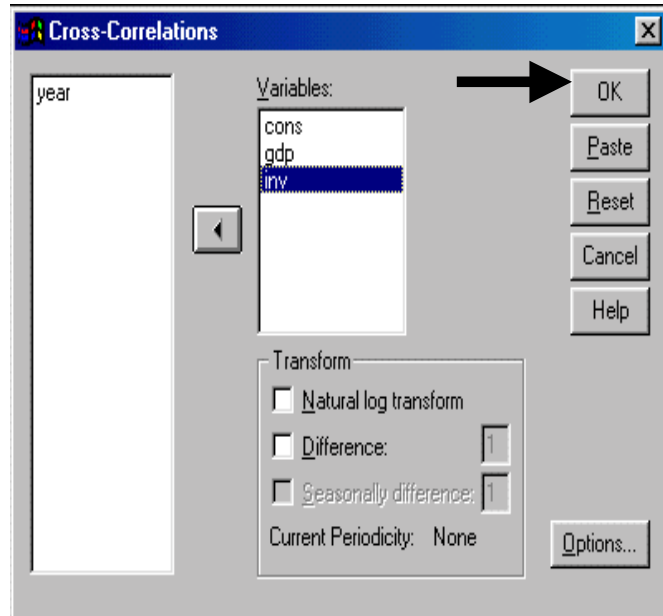 Cross-Correlations
year
Variables:
cons
gdp
inv
OK
Paste
Reset
Cancel
Help
Transform
Natural log transform
Difference: 1
Seasonally difference: 1
Current Periodicity: None
Options...